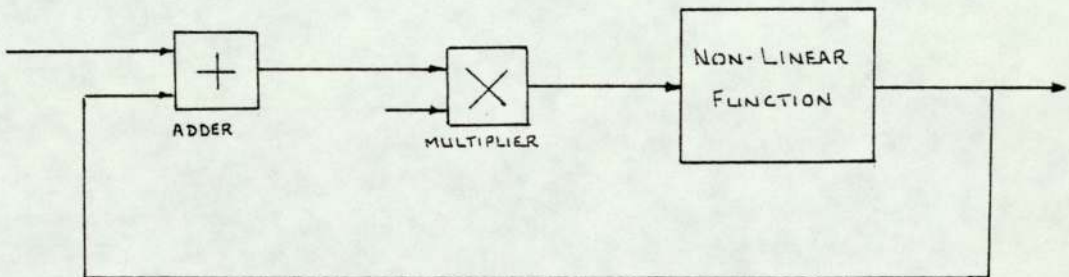 +
ADDER
×
MULTIPLIER
NON-LINEAR
FUNCTION